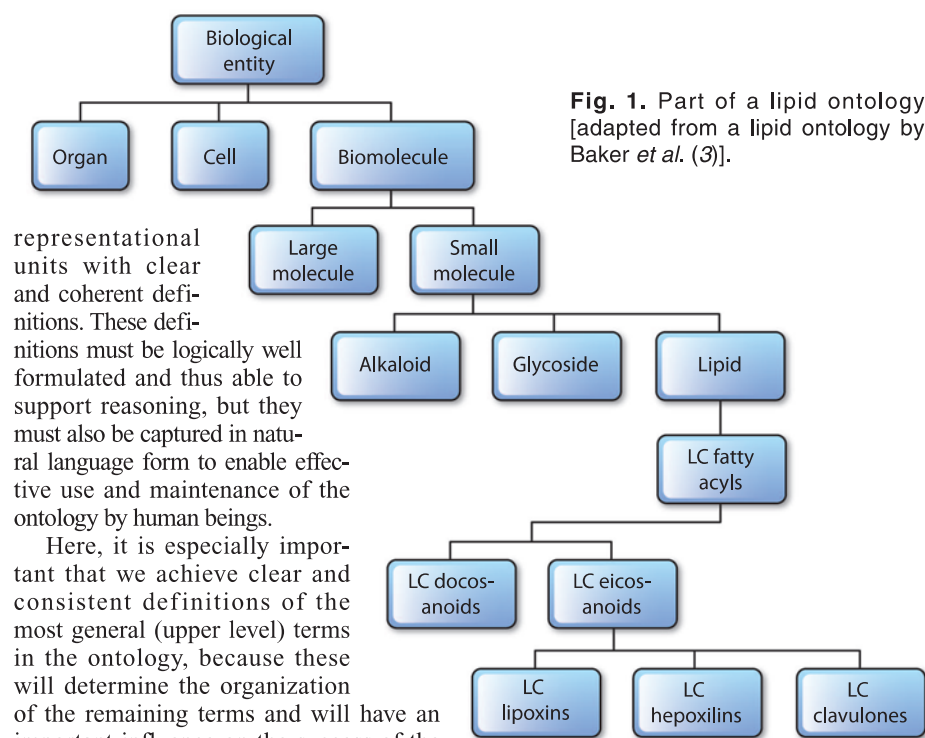 Biological
entity
Organ
Cell
Biomolecule
Fig. 1. Part of a lipid ontology
[adapted from a lipid ontology by
Baker et al. (3)].
Large
molecule
Small
molecule
Alkaloid
Glycoside
Lipid
LC fatty
acyls
LC docos-
anoids
LC eicos-
anoids
LC
lipoxins
LC
hepoxilins
LC
clavulones
representational
units with clear
and coherent defi-
nitions. These defi-
nitions must be logically well
formulated and thus able to
support reasoning, but they
must also be captured in natu-
ral language form to enable effec-
tive use and maintenance of the
ontology by human beings.
Here, it is especially impor-
tant that we achieve clear and
consistent definitions of the
most general (upper level) terms
in the ontology, because these
will determine the organization
of the remaining terms and will have an